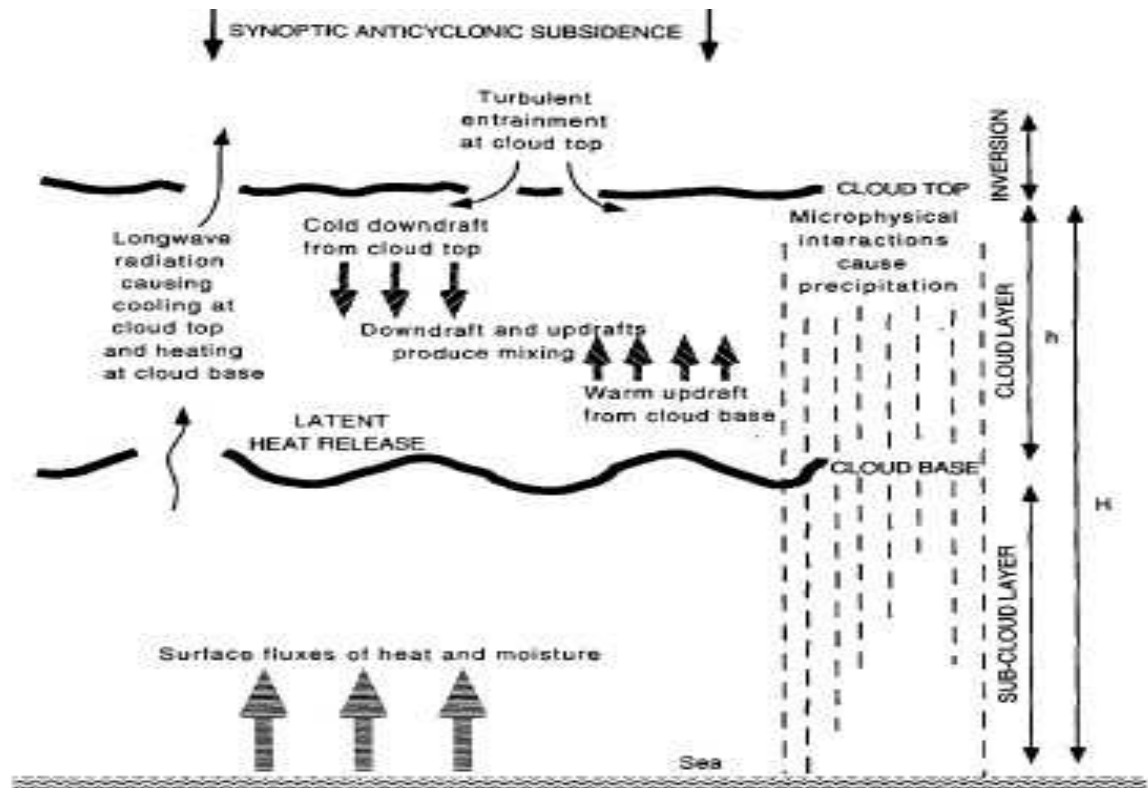 SYNOPTIC ANTICYCLONIC SUBSIDENCE
Turbulent
entrainment
at cloud top
INVERSION
CLOUD TOP
Longwave
radiation
causing
cooling at
cloud top
and heating
at cloud base
Cold downdraft
from cloud top
Microphysical
interactions
cause
precipitation
Downdraft and updrafts
produce mixing
Warm updraft
from cloud base
CLOUD LAYER
h
LATENT
HEAT RELEASE
CLOUD BASE
H
SUB-CLOUD LAYER
Surface fluxes of heat and moisture
Sea